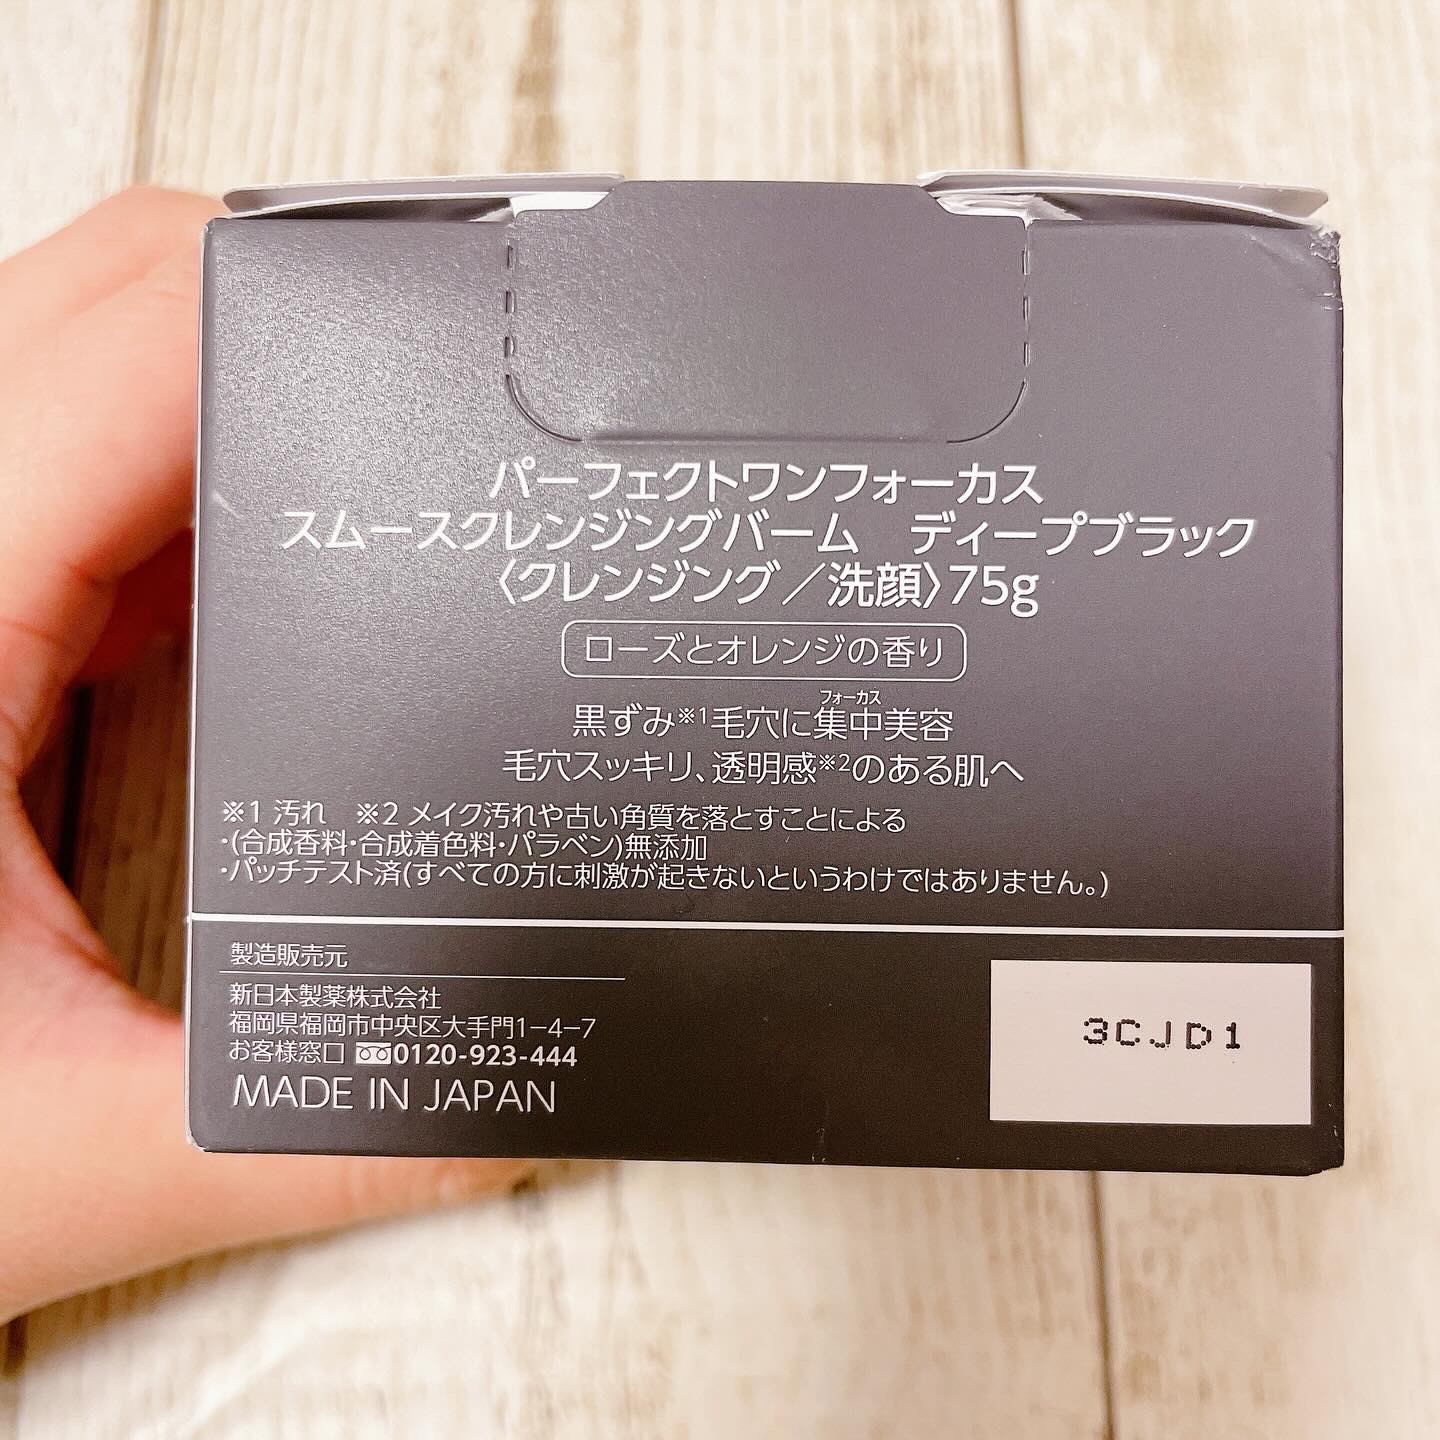 パーフェクトワンフォーカス
スムースクレンジングバーム　ディープブラック
〈クレンジング／洗顔〉75g
ローズとオレンジの香り
フォーカス
黒ずみ※1毛穴に集中美容
毛穴スッキリ、透明感※2のある肌へ
※1 汚れ　※2 メイク汚れや古い角質を落とすことによる
・(合成香料・合成着色料・パラベン)無添加
・パッチテスト済(すべての方に刺激が起きないというわけではありません。)
製造販売元
新日本製薬株式会社
福岡県福岡市中央区大手門1−4−7
お客様窓口 0120-923-444
MADE IN JAPAN
3CJD1